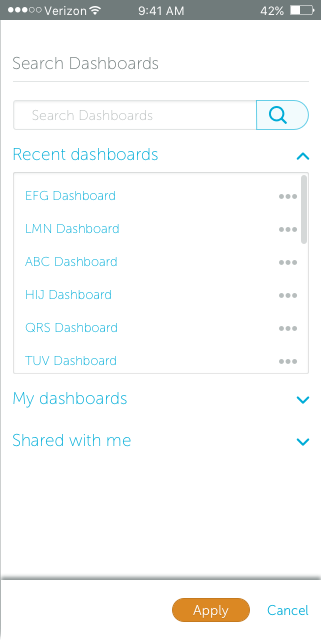 Verizon 9:41 AM 42%
Search Dashboards
Search Dashboards
Recent dashboards
EFG Dashboard
LMN Dashboard
ABC Dashboard
HIJ Dashboard
QRS Dashboard
TUV Dashboard
My dashboards
Shared with me
Apply Cancel